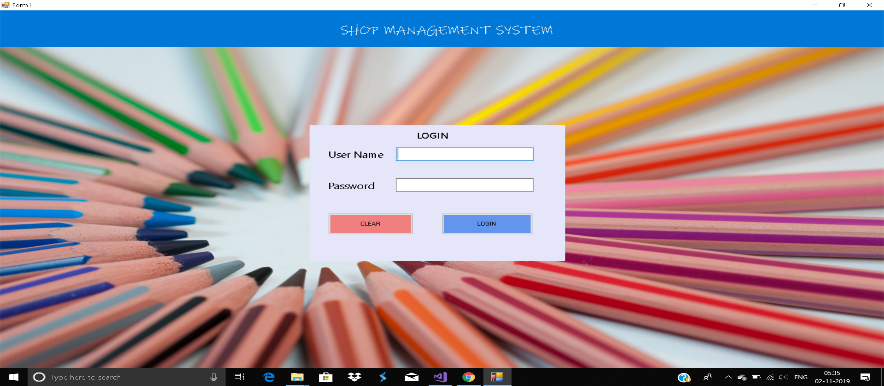 Form1
SHOP MANAGEMENT SYSTEM
LOGIN
User Name
Password
CLEAR
LOGIN
Type here to search
ENG
05:35
02-11-2019